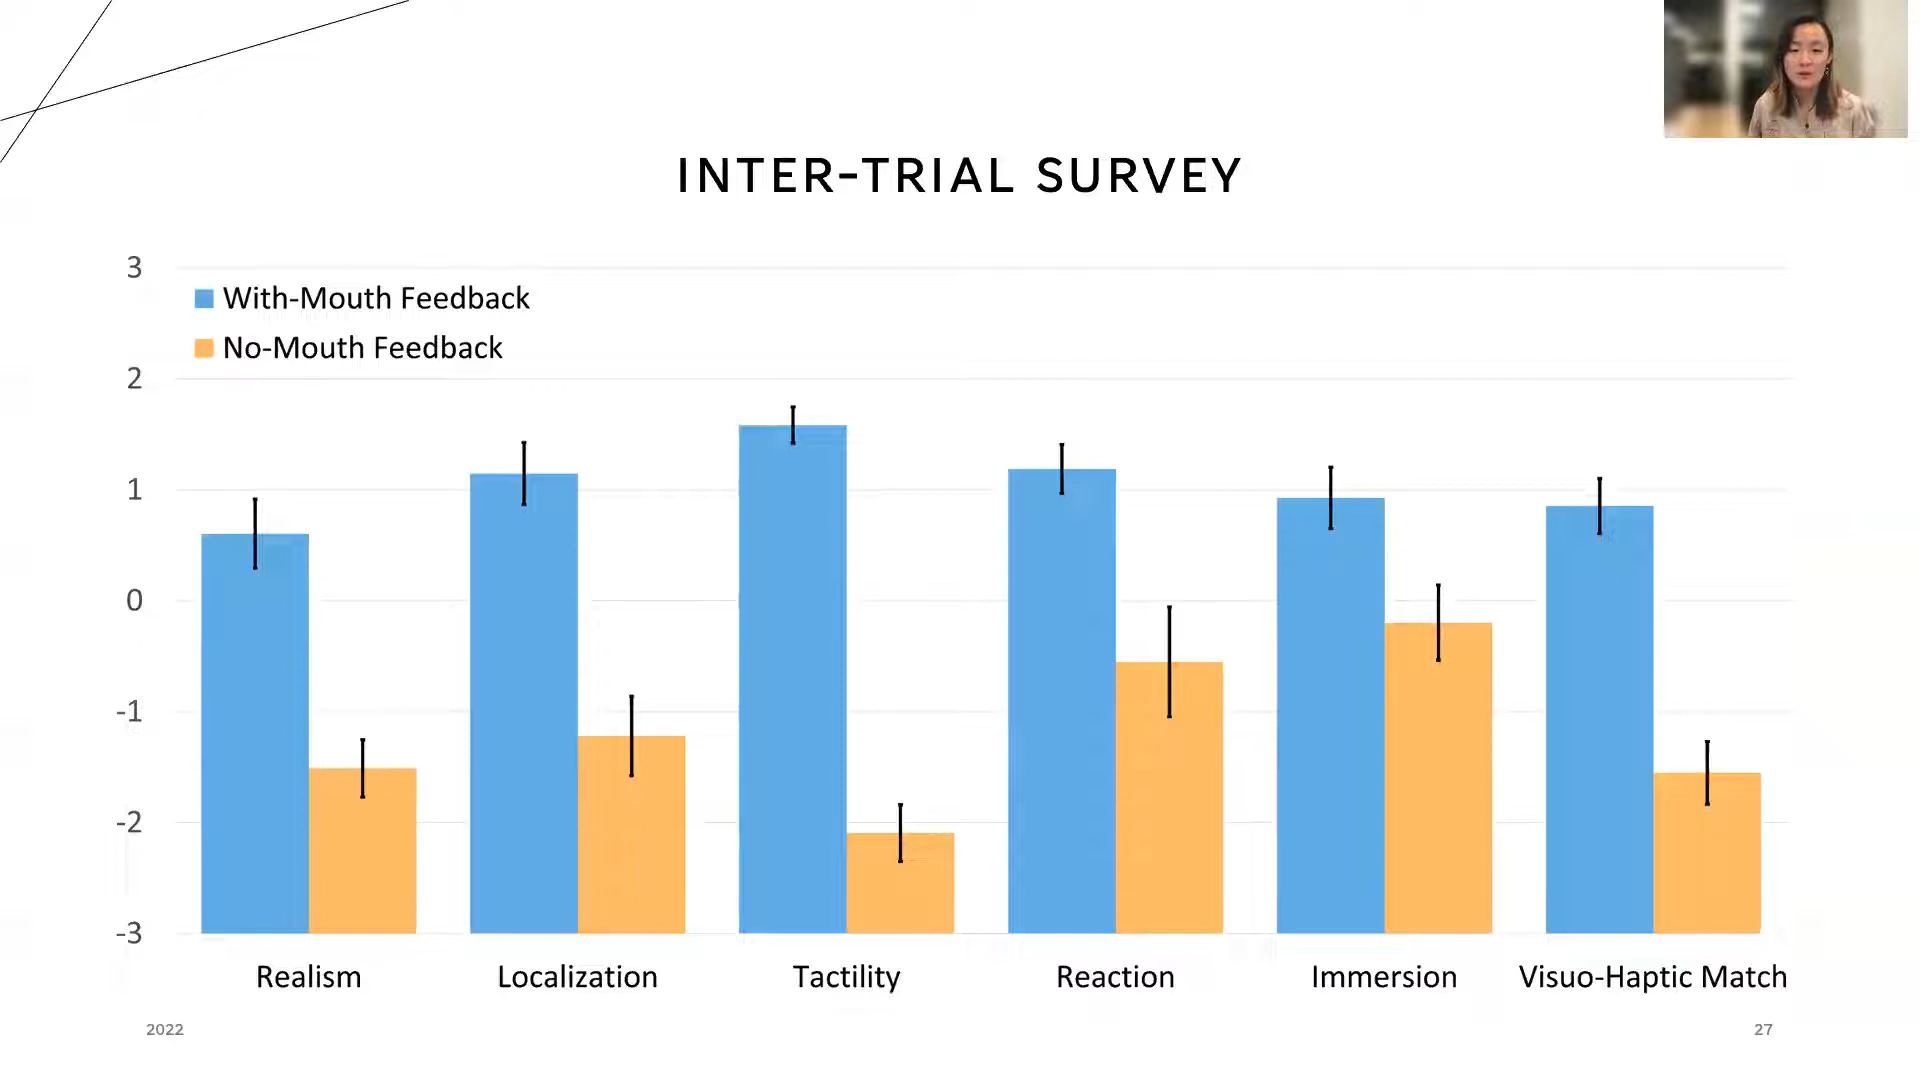 INTER-TRIAL SURVEY
3
With-Mouth Feedback
No-Mouth Feedback
2
1
0
-1
-2
-3
Realism Localization Tactility Reaction Immersion Visuo-Haptic Match
2022 27